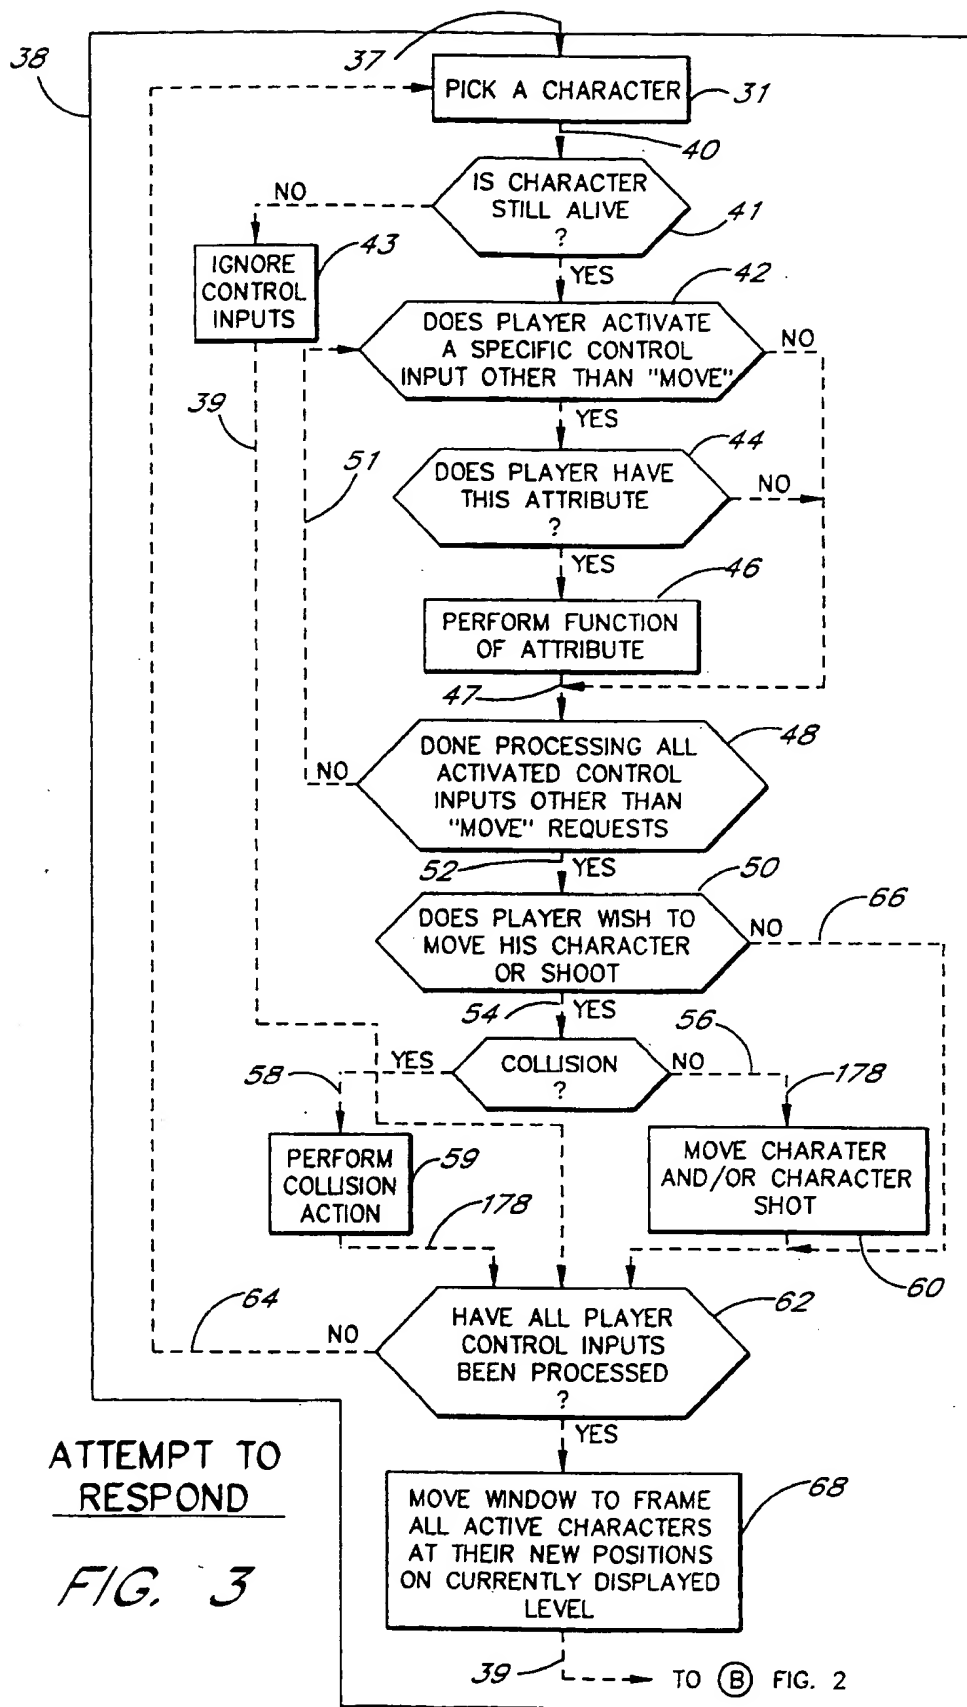 37
38
PICK A CHARACTER
31
40
IS CHARACTER
STILL ALIVE
?
41
NO
YES
43
IGNORE
CONTROL
INPUTS
42
DOES PLAYER ACTIVATE
A SPECIFIC CONTROL
INPUT OTHER THAN "MOVE"
NO
YES
39
51
44
DOES PLAYER HAVE
THIS ATTRIBUTE
?
NO
YES
46
PERFORM FUNCTION
OF ATTRIBUTE
47
48
DONE PROCESSING ALL
ACTIVATED CONTROL
INPUTS OTHER THAN
"MOVE" REQUESTS
NO
52
YES
50
DOES PLAYER WISH TO
MOVE HIS CHARACTER
OR SHOOT
NO
66
54
YES
56
COLLISION
?
YES
NO
58
178
PERFORM
COLLISION
ACTION
59
MOVE CHARATER
AND/OR CHARACTER
SHOT
178
60
64
NO
62
HAVE ALL PLAYER
CONTROL INPUTS
BEEN PROCESSED
?
YES
68
MOVE WINDOW TO FRAME
ALL ACTIVE CHARACTERS
AT THEIR NEW POSITIONS
ON CURRENTLY DISPLAYED
LEVEL
39
TO B FIG. 2
ATTEMPT TO
RESPOND
FIG. 3